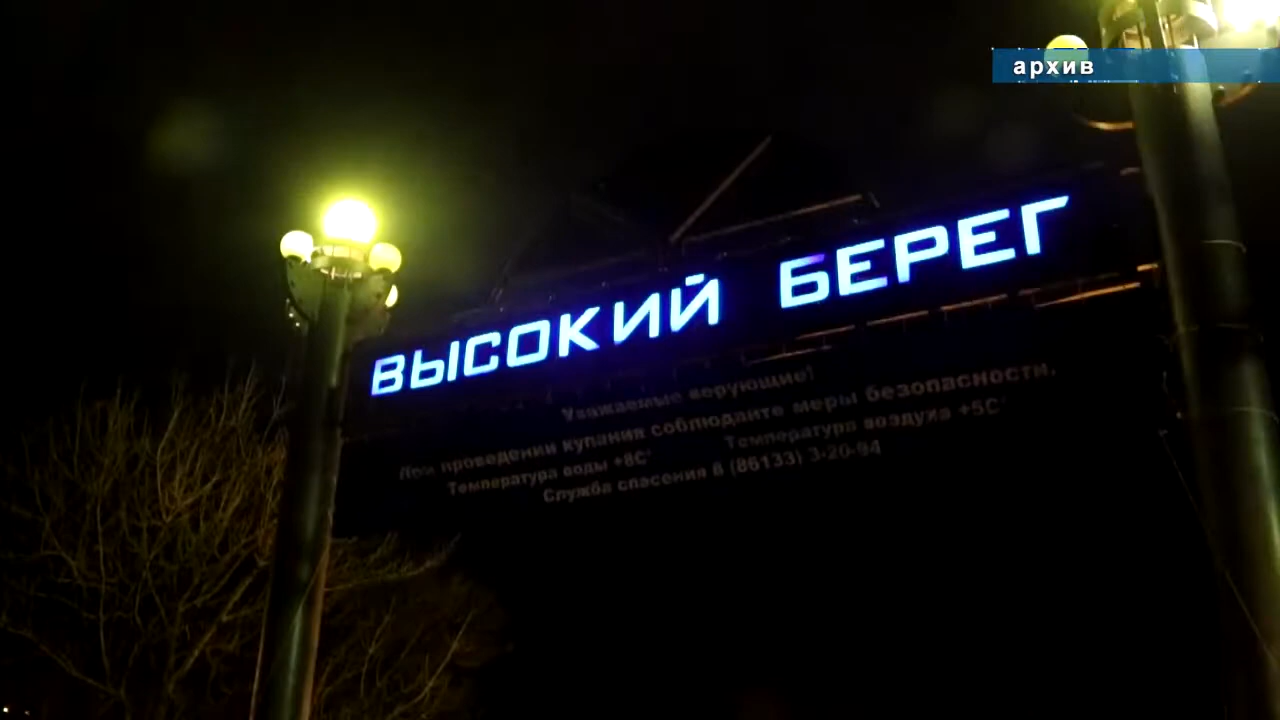 архив
ВЫСОКИЙ БЕРЕГ
Уважаемые верующие!
При проведении купания соблюдайте меры безопасности.
Температура воды +8С° Температура воздуха +5С°
Служба спасения 8 (86133) 3-20-94